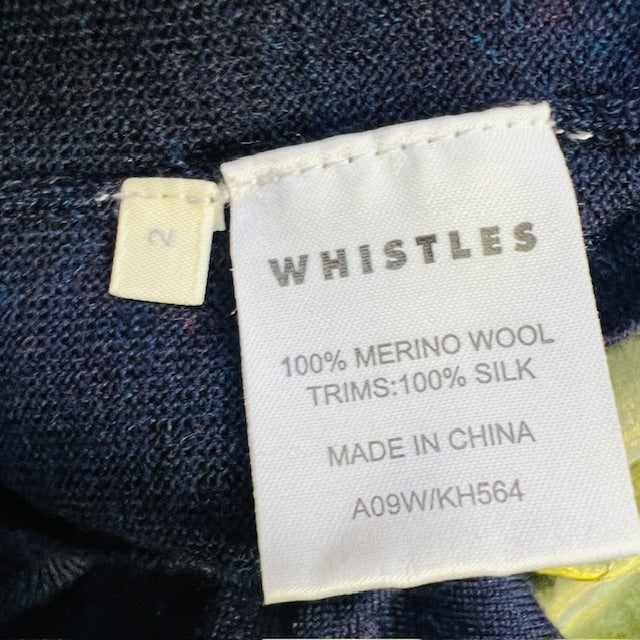 2
WHISTLES
100% MERINO WOOL
TRIMS:100% SILK
MADE IN CHINA
A09W/KH564